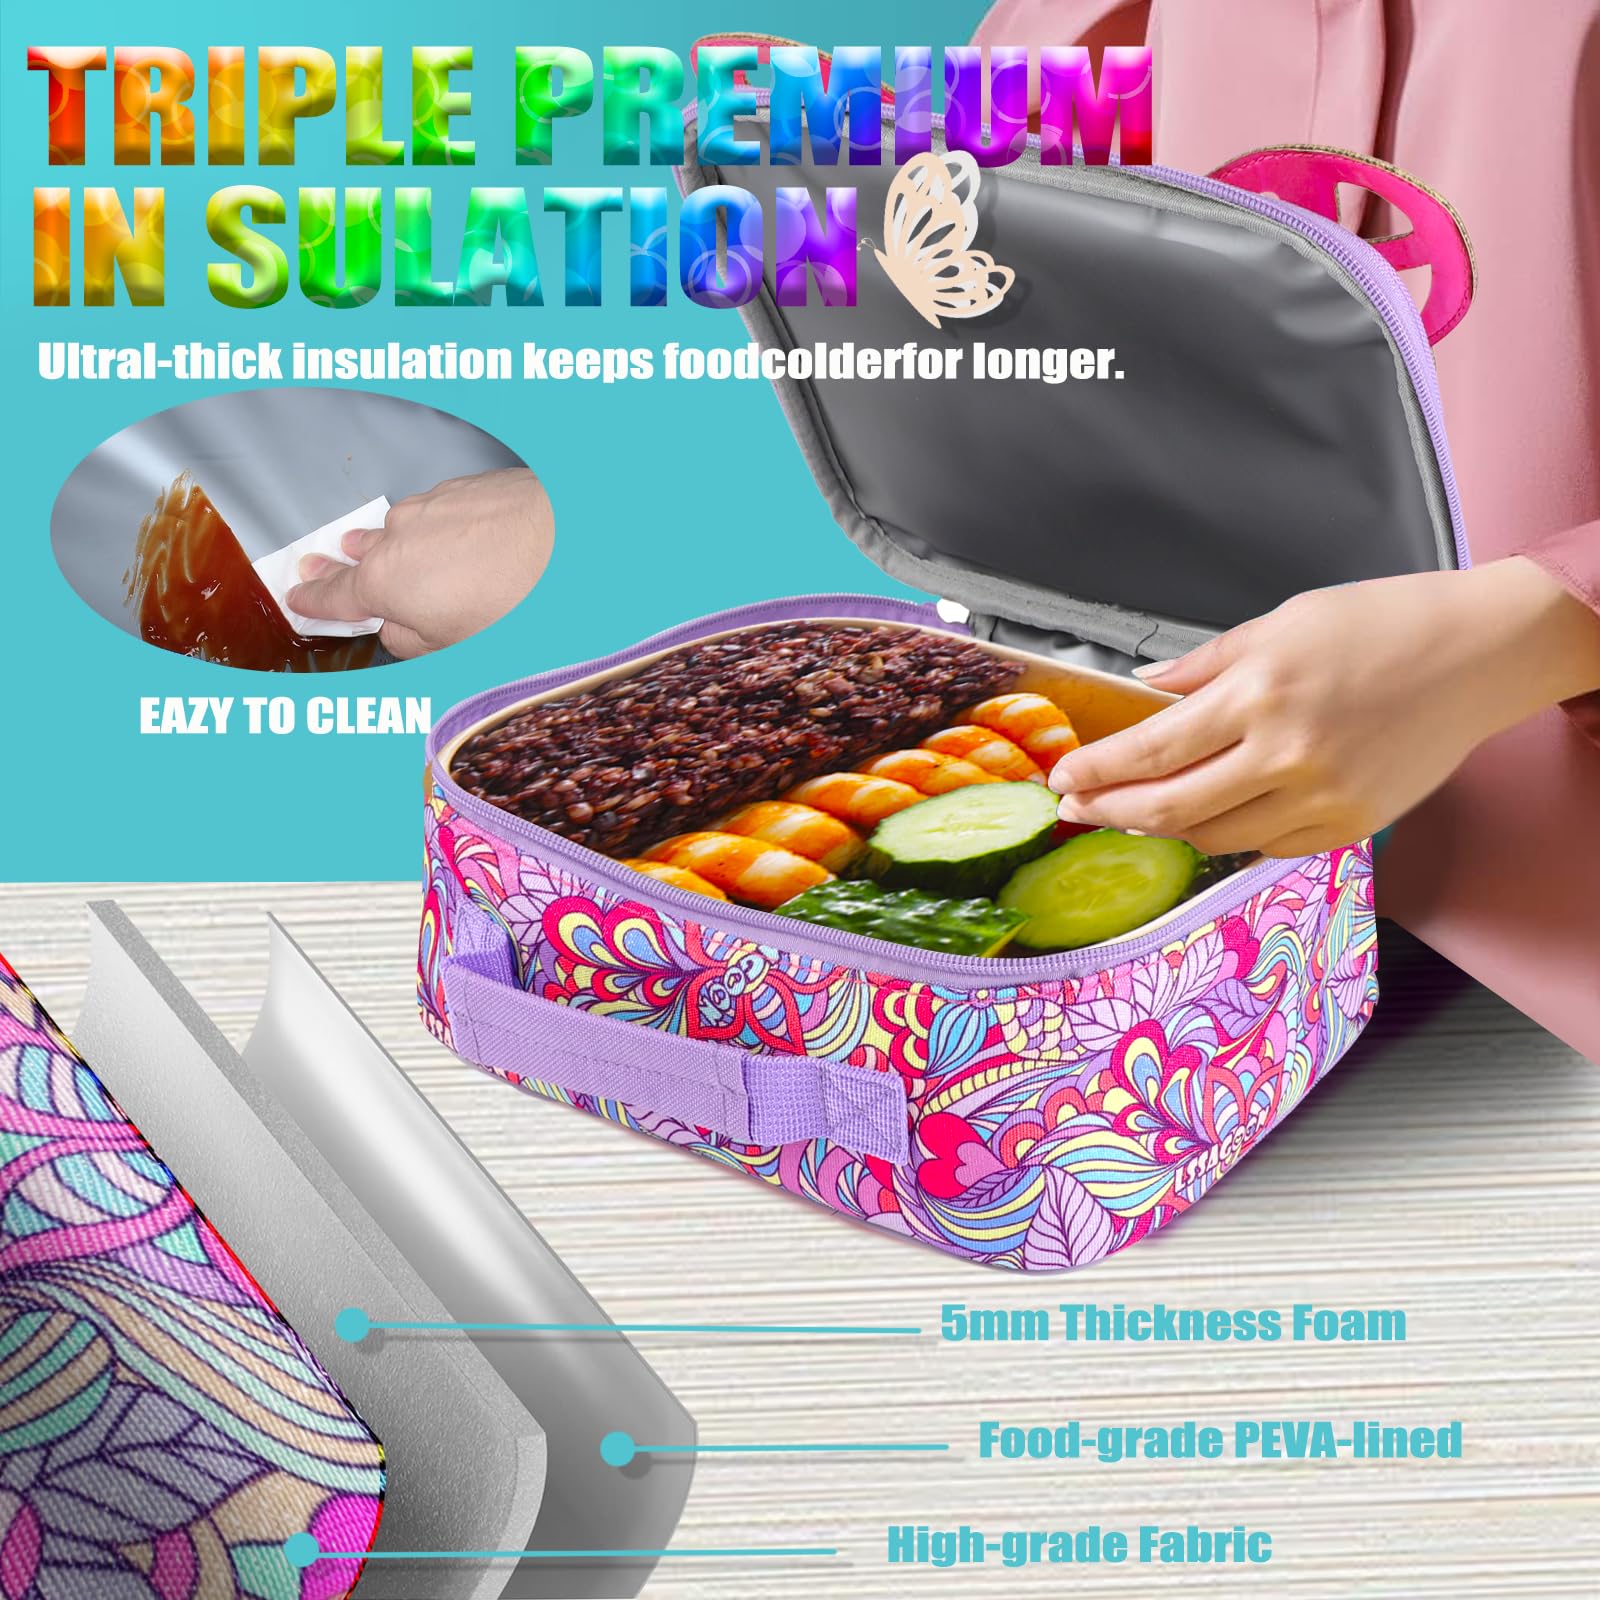 TRIPLE PREMIUM
IN SULATION
Ultral-thick insulation keeps foodcolderfor longer.
EAZY TO CLEAN
5mm Thickness Foam
Food-grade PEVA-lined
High-grade Fabric